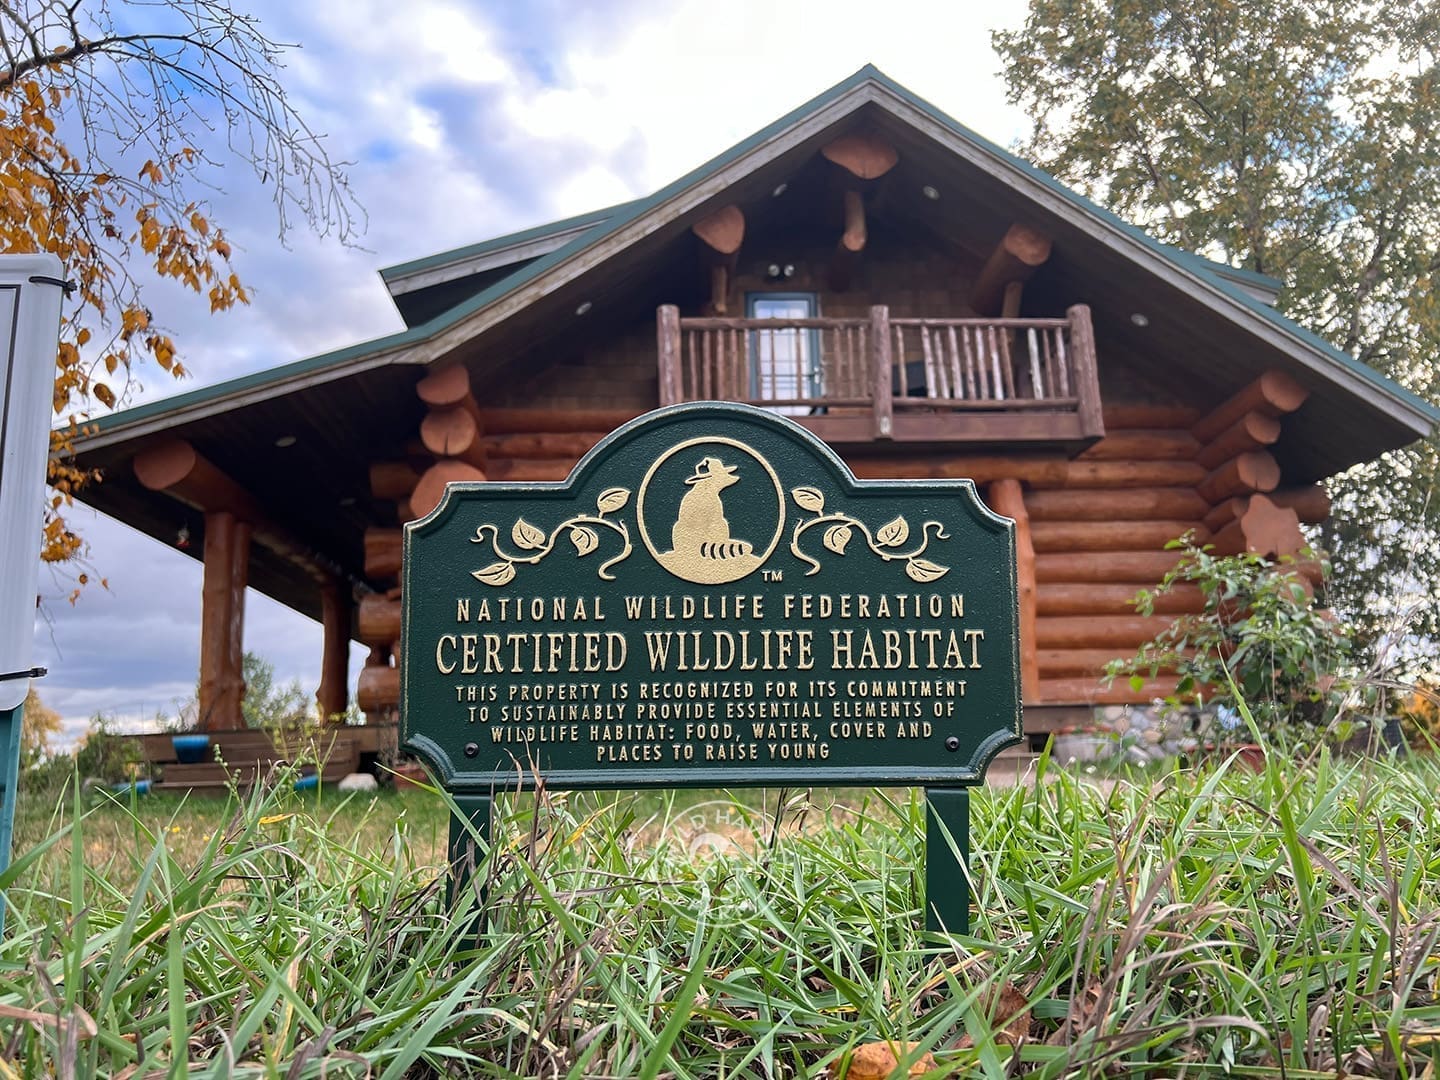 TM
NATIONAL WILDLIFE FEDERATION
CERTIFIED WILDLIFE HABITAT
THIS PROPERTY IS RECOGNIZED FOR ITS COMMITMENT
TO SUSTAINABLY PROVIDE ESSENTIAL ELEMENTS OF
WILDLIFE HABITAT: FOOD, WATER, COVER AND
PLACES TO RAISE YOUNG